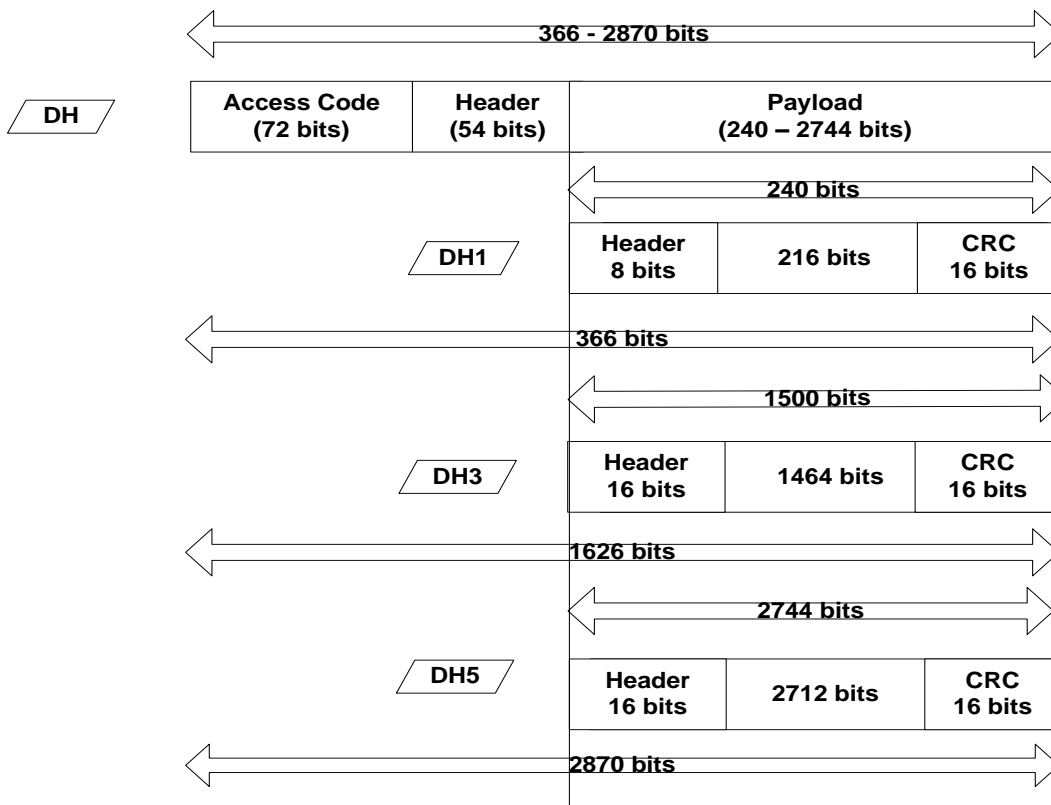 366 - 2870 bits
DH
Access Code
(72 bits)
Header
(54 bits)
Payload
(240 – 2744 bits)
240 bits
DH1
Header
8 bits
216 bits
CRC
16 bits
366 bits
1500 bits
DH3
Header
16 bits
1464 bits
CRC
16 bits
1626 bits
2744 bits
DH5
Header
16 bits
2712 bits
CRC
16 bits
2870 bits